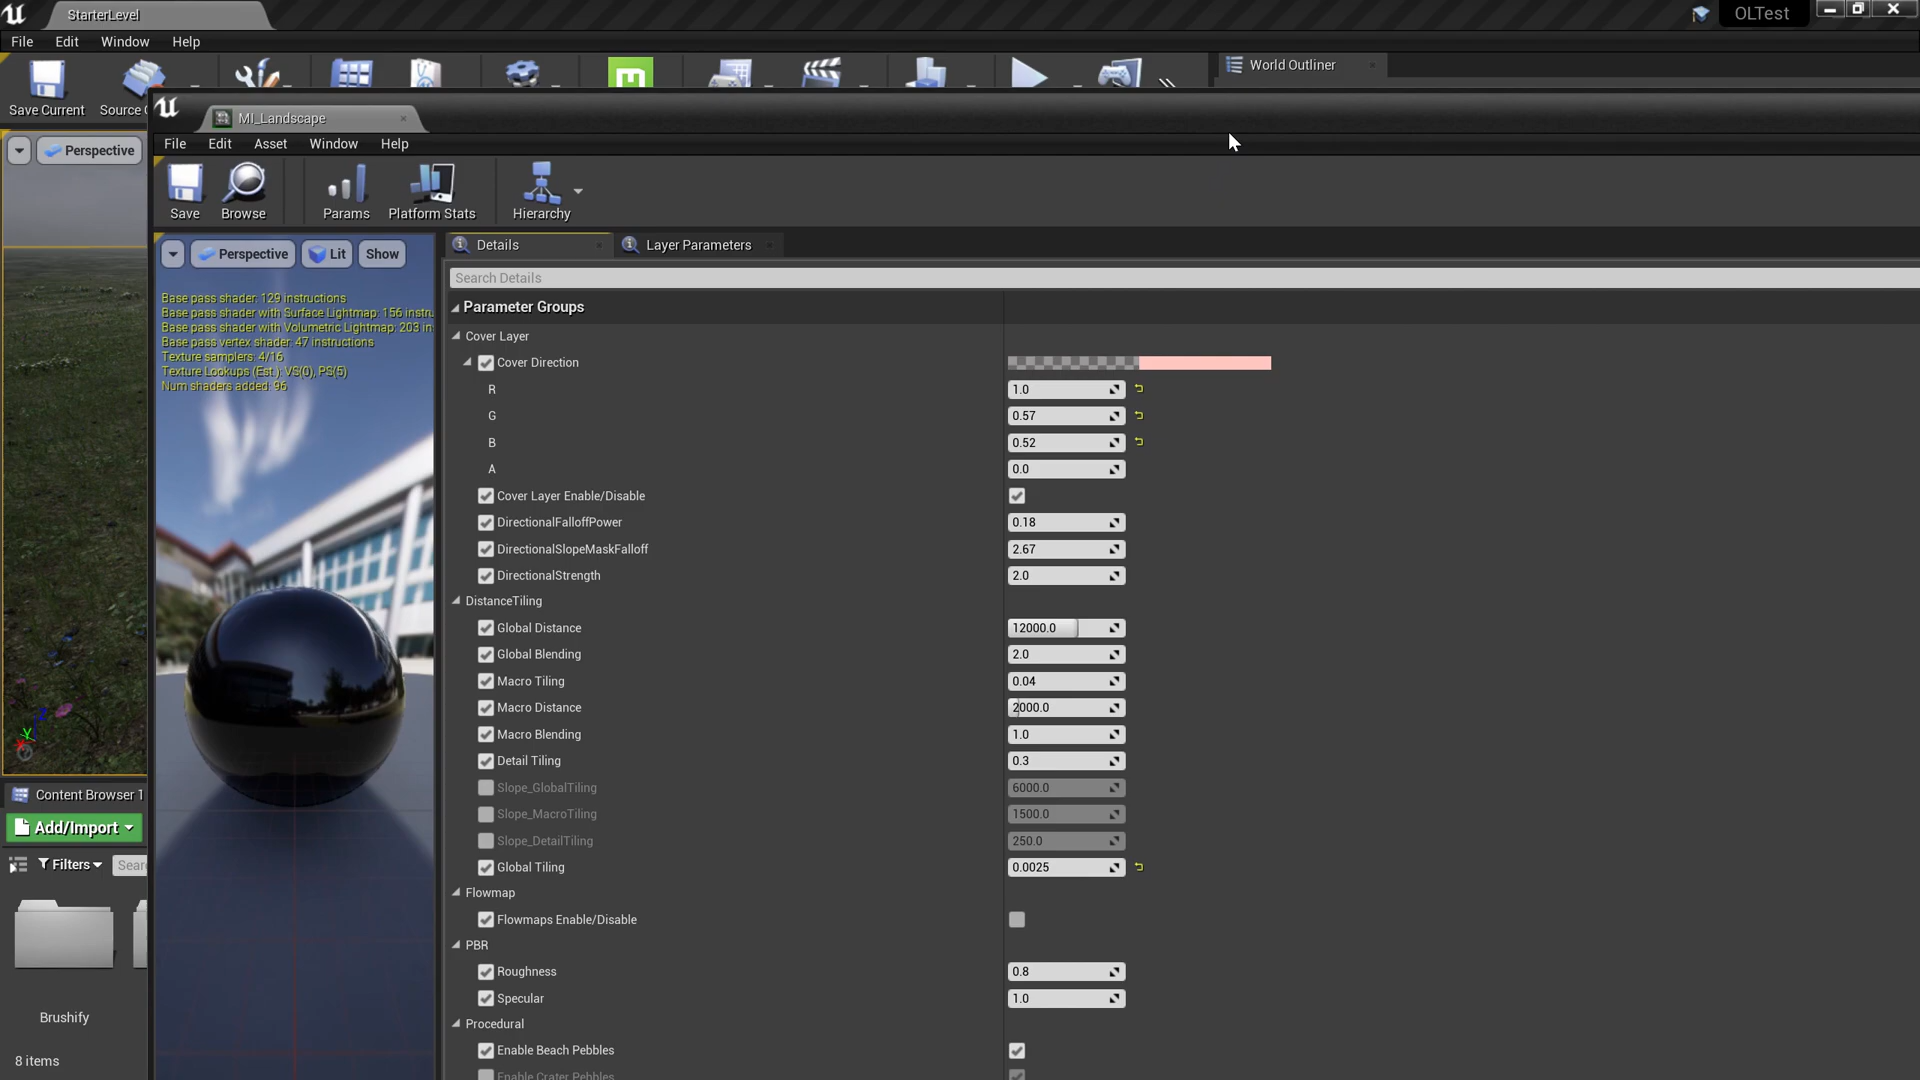 StarterLevel
OLTest
File Edit Window Help
World Outliner
Save Current Source
MI_Landscape
File Edit Asset Window Help
Perspective
Save Browse Params Platform Stats Hierarchy
Details Layer Parameters
Perspective Lit Show
Search Details
Base pass shader: 129 instructions
Base pass shader with Surface Lightmap: 156 instru
Base pass shader with Volumetric Lightmap: 203 in
Base pass vertex shader: 47 instructions
Texture samplers: 4/16
Texture Lookups (Est.): VS(0), PS(5)
Num shaders added: 96
Parameter Groups
Cover Layer
Cover Direction
R 1.0
G 0.57
B 0.52
A 0.0
Cover Layer Enable/Disable
DirectionalFalloffPower 0.18
DirectionalSlopeMaskFalloff 2.67
DirectionalStrength 2.0
DistanceTiling
Global Distance 12000.0
Global Blending 2.0
Macro Tiling 0.04
Macro Distance 2000.0
Macro Blending 1.0
Detail Tiling 0.3
Slope_GlobalTiling 6000.0
Slope_MacroTiling 1500.0
Slope_DetailTiling 250.0
Global Tiling 0.0025
Flowmap
Flowmaps Enable/Disable
PBR
Roughness 0.8
Specular 1.0
Procedural
Enable Beach Pebbles
Enable Crater Pebbles
Y
X
Z
Content Browser 1
Add/Import
Filters Sear
Brushify
8 items